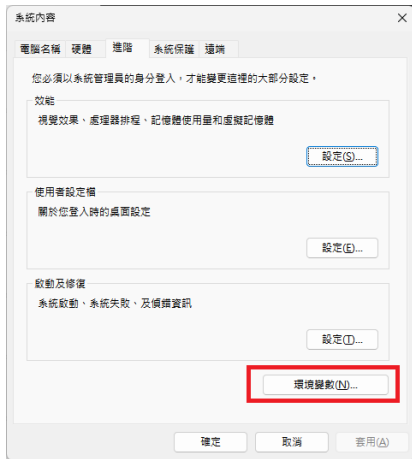 系統內容
電腦名稱 硬體 進階 系統保護 遠端
您必須以系統管理員的身分登入，才能變更這裡的大部分設定。
效能
視覺效果、處理器排程、記憶體使用量和虛擬記憶體
設定(S)...
使用者設定檔
關於您登入時的桌面設定
設定(E)...
啟動及修復
系統啟動、系統失敗、及偵錯資訊
設定(T)...
環境變數(N)...
確定 取消 套用(A)